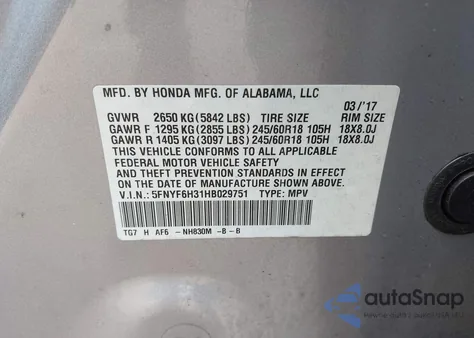 MFD. BY HONDA MFG. OF ALABAMA, LLC
03/'17
GVWR 2650 KG (5842 LBS) TIRE SIZE RIM SIZE
GAWR F 1295 KG (2855 LBS) 245/60R18 105H 18X8.0J
GAWR R 1405 KG (3097 LBS) 245/60R18 105H 18X8.0J
THIS VEHICLE CONFORMS TO ALL APPLICABLE
FEDERAL MOTOR VEHICLE SAFETY
AND THEFT PREVENTION STANDARDS IN EFFECT
ON THE DATE OF MANUFACTURE SHOWN ABOVE.
V.I.N.: 5FNYF6H31HB029751 TYPE: MPV
TG7 H AF6 -NH830M -B -B
autoSnap